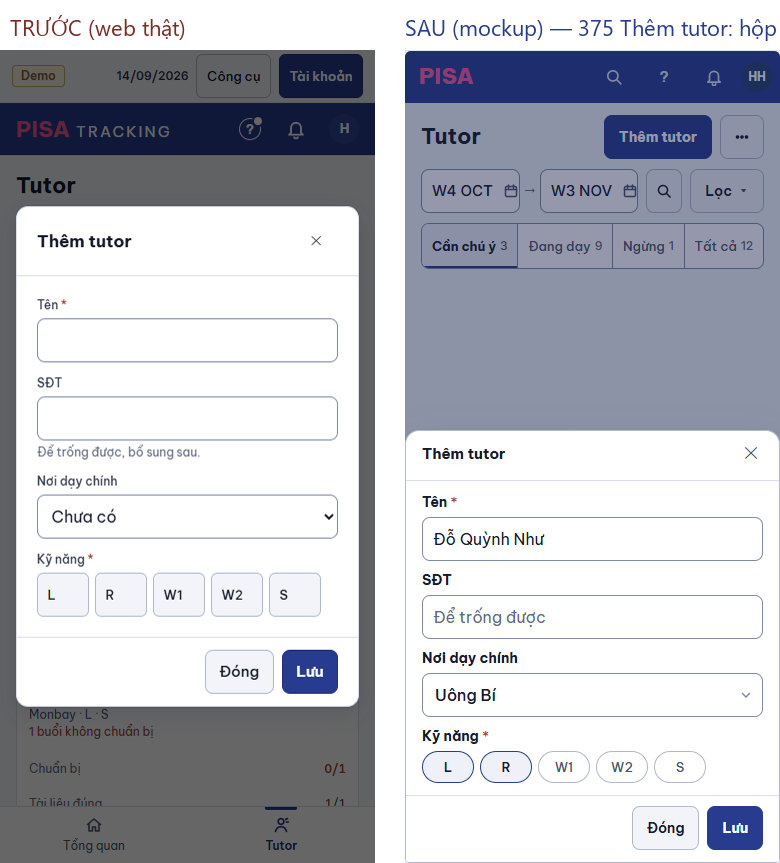 TRƯỚC (web thật)
Demo 14/09/2026 Công cụ Tài khoản
PISA TRACKING ? H
Tutor
Thêm tutor
Tên *
SĐT
Để trống được, bổ sung sau.
Nơi dạy chính
Chưa có
Kỹ năng *
L R W1 W2 S
Đóng Lưu
Monbay · L · S
1 buổi không chuẩn bị
Chuẩn bị 0/1
Tài liệu đúng 1/1
Tổng quan Tutor
SAU (mockup) — 375 Thêm tutor: hộp
PISA ? HH
Tutor Thêm tutor •••
W4 OCT → W3 NOV Lọc
Cần chú ý 3 Đang dạy 9 Ngừng 1 Tất cả 12
Thêm tutor
Tên *
Đỗ Quỳnh Như
SĐT
Để trống được
Nơi dạy chính
Uông Bí
Kỹ năng *
L R W1 W2 S
Đóng Lưu